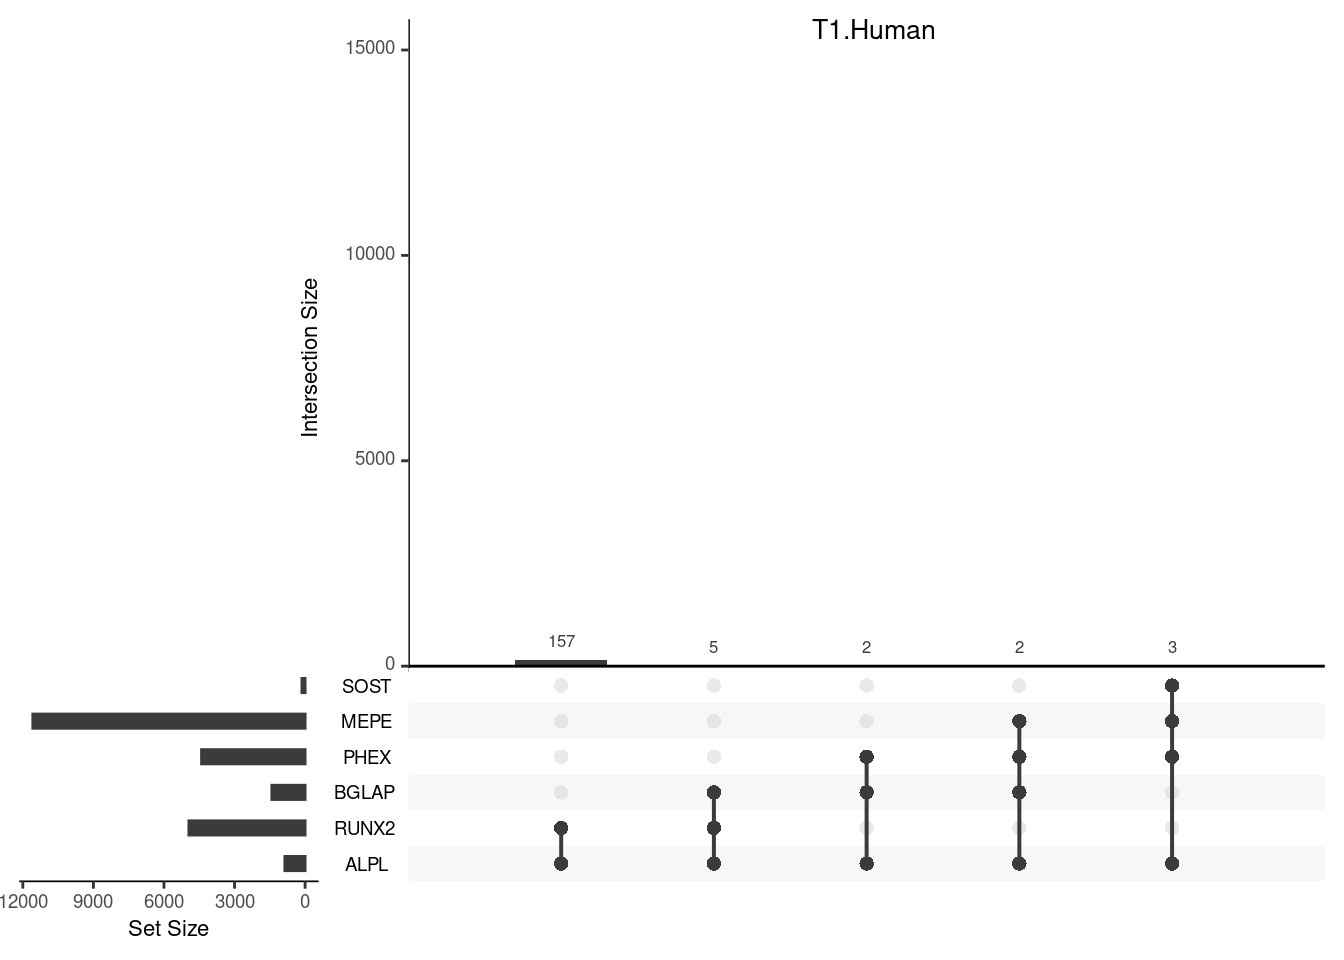 T1.Human
15000
10000
5000
0
Intersection Size
157 5 2 2 3
SOST
MEPE
PHEX
BGLAP
RUNX2
ALPL
12000 9000 6000 3000 0
Set Size